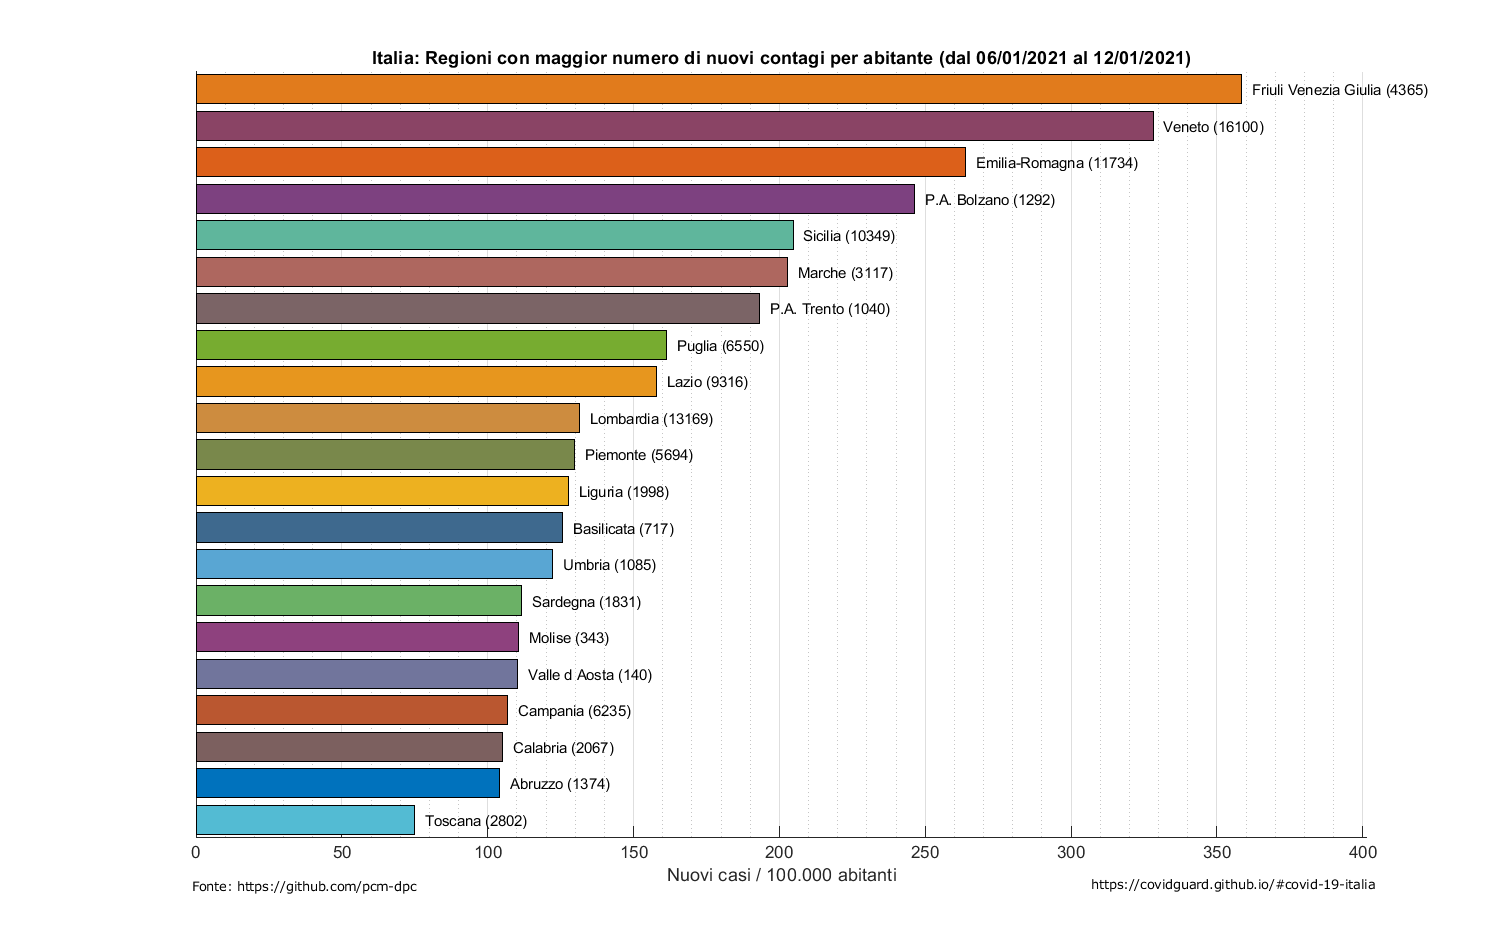 Italia: Regioni con maggior numero di nuovi contagi per abitante (dal 06/01/2021 al 12/01/2021)
Friuli Venezia Giulia (4365)
Veneto (16100)
Emilia-Romagna (11734)
P.A. Bolzano (1292)
Sicilia (10349)
Marche (3117)
P.A. Trento (1040)
Puglia (6550)
Lazio (9316)
Lombardia (13169)
Piemonte (5694)
Liguria (1998)
Basilicata (717)
Umbria (1085)
Sardegna (1831)
Molise (343)
Valle d Aosta (140)
Campania (6235)
Calabria (2067)
Abruzzo (1374)
Toscana (2802)
0 50 100 150 200 250 300 350 400
Nuovi casi / 100.000 abitanti
Fonte: https://github.com/pcm-dpc
https://covidguard.github.io/#covid-19-italia